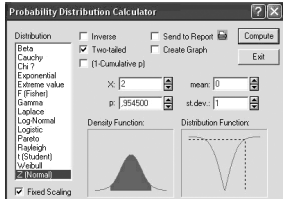 Probability Distribution Calculator
? X
Distribution
Beta
Cauchy
Chi ?
Exponential
Extreme value
F (Fisher)
Gamma
Laplace
Log-Normal
Logistic
Pareto
Rayleigh
t (Student)
Weibull
Z (Normal)
Fixed Scaling
Inverse
Two-tailed
(1-Cumulative p)
Send to Report
Create Graph
Compute
Exit
X: 2
mean: 0
p: ,954500
st.dev.: 1
Density Function:
Distribution Function: